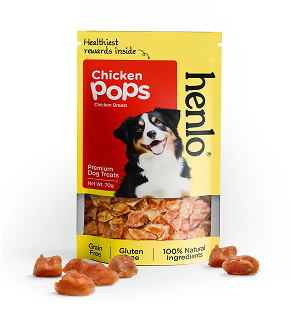 Healthiest
rewards inside
henlo®
Chicken
Pops
Chicken Breast
Premium
Dog Treats
Net Wt. 70g
Grain
Free
Gluten
Free
100% Natural
Ingredients